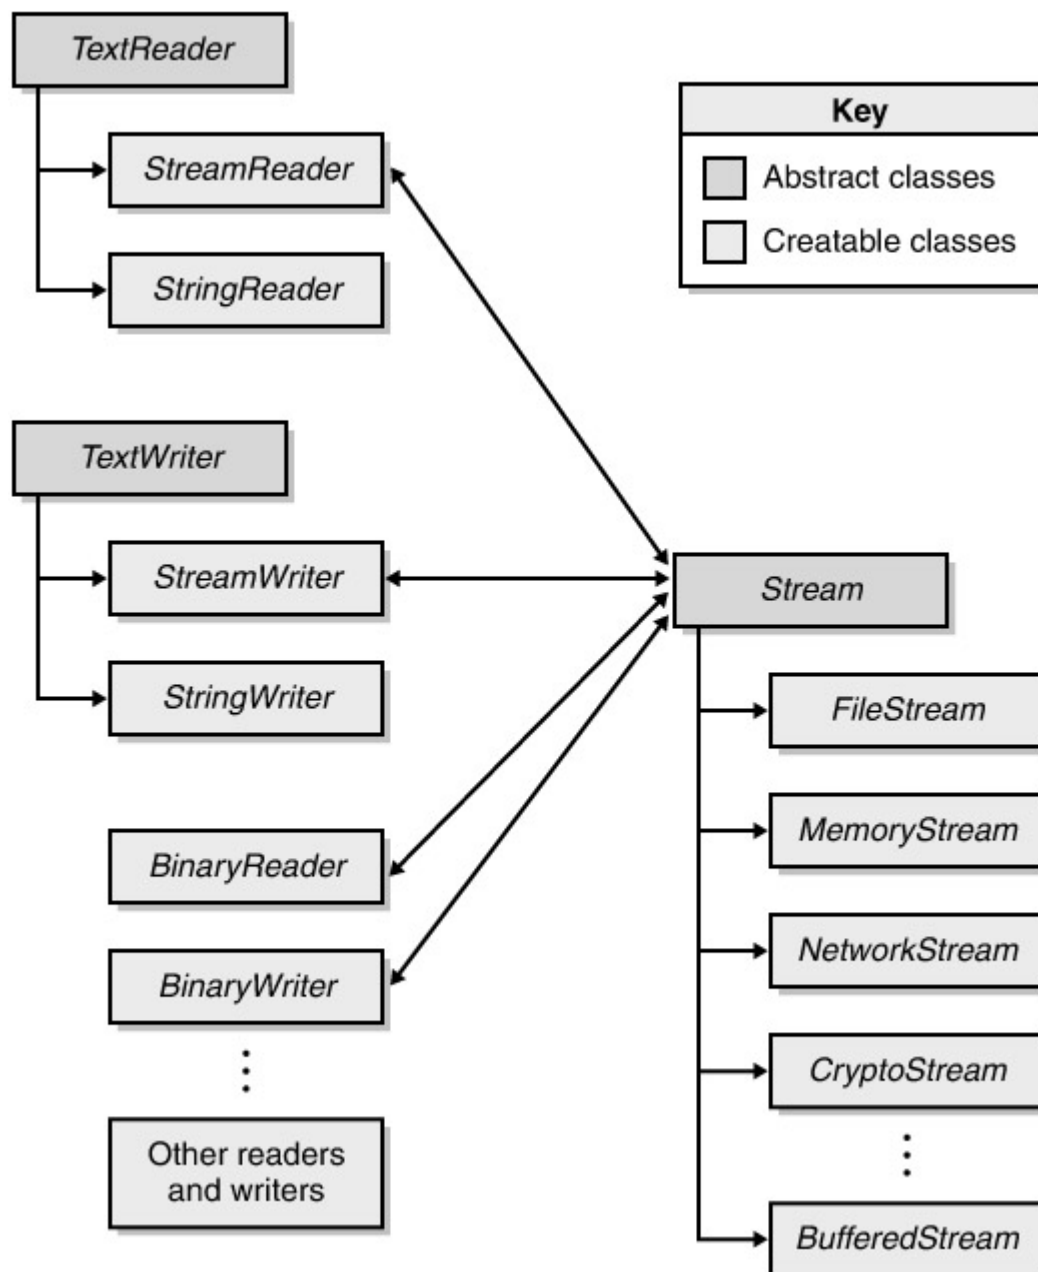 TextReader
StreamReader
StringReader
Key
Abstract classes
Creatable classes
TextWriter
StreamWriter
StringWriter
BinaryReader
BinaryWriter
Other readers
and writers
Stream
FileStream
MemoryStream
NetworkStream
CryptoStream
BufferedStream